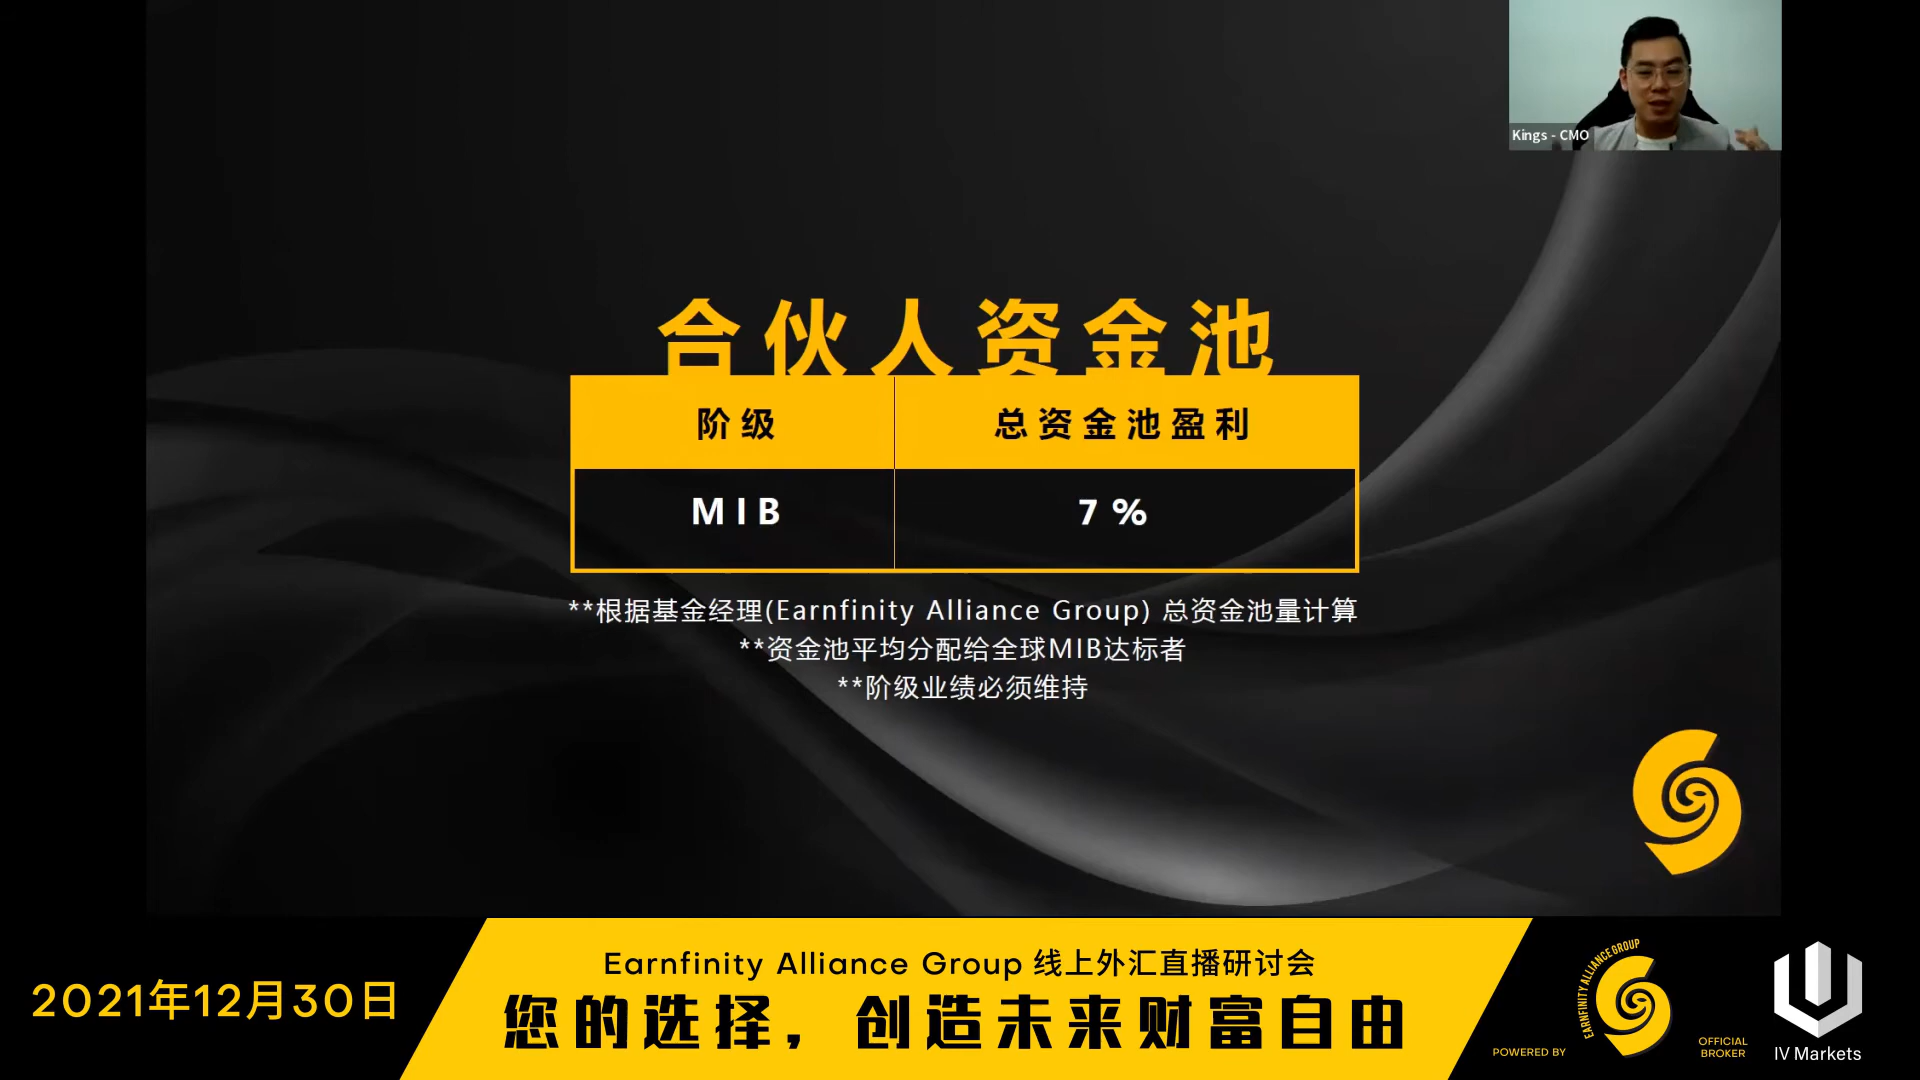 Kings - CMO
合伙人资金池
阶级 总资金池盈利
MIB 7%
**根据基金经理(Earnfinity Alliance Group) 总资金池量计算
**资金池平均分配给全球MIB达标者
**阶级业绩必须维持
2021年12月30日
Earnfinity Alliance Group 线上外汇直播研讨会
您的选择，创造未来财富自由
POWERED BY
EARNFINITY ALLIANCE GROUP
OFFICIAL
BROKER
IV Markets